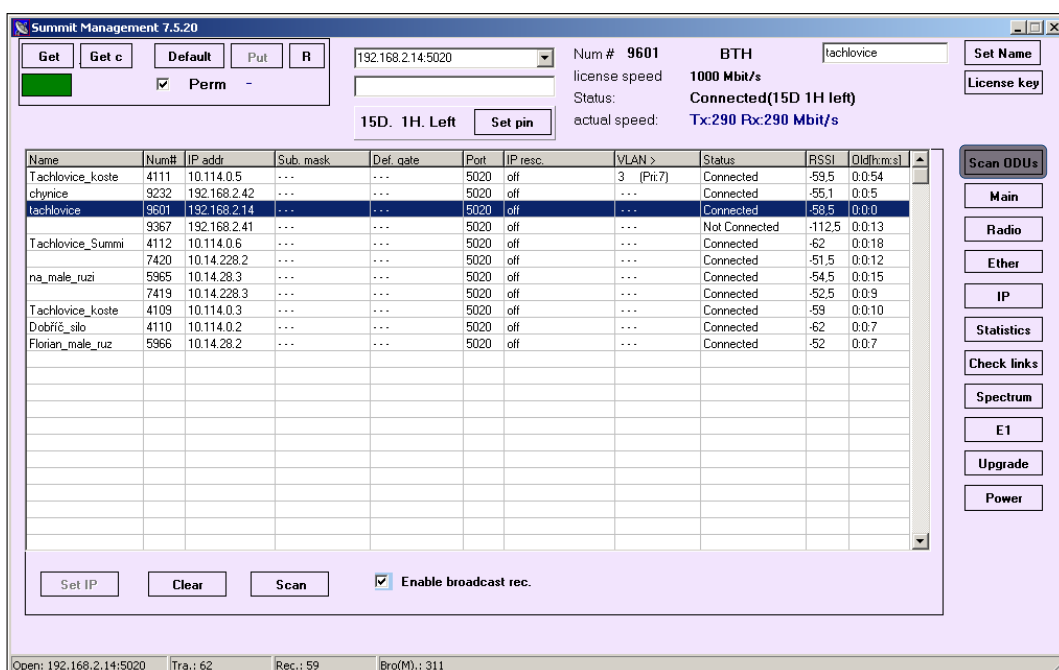 Summit Management 7.5.20
Get Get c Default Put R
Perm -
192.168.2.14:5020
15D. 1H. Left Set pin
Num # 9601 BTH tachlovice
license speed 1000 Mbit/s
Status: Connected(15D 1H left)
actual speed: Tx:290 Rx:290 Mbit/s
Set Name
License key
Name Num# IP addr Sub. mask Def. gate Port IP resc. VLAN > Status RSSI Old[h:m:s]
Tachlovice_koste 4111 10.114.0.5 - - - - - - 5020 off 3 (Pri:7) Connected -59,5 0:0:54
chynice 9232 192.168.2.42 - - - - - - 5020 off - - - Connected -55,1 0:0:5
tachlovice 9601 192.168.2.14 - - - - - - 5020 off - - - Connected -58,5 0:0:0
9367 192.168.2.41 - - - - - - 5020 off - - - Not Connected -112,5 0:0:13
Tachlovice_Summi 4112 10.114.0.6 - - - - - - 5020 off - - - Connected -62 0:0:18
7420 10.14.228.2 - - - - - - 5020 off - - - Connected -51,5 0:0:12
na_male_ruzi 5965 10.14.28.3 - - - - - - 5020 off - - - Connected -54,5 0:0:15
7419 10.14.228.3 - - - - - - 5020 off - - - Connected -52,5 0:0:9
Tachlovice_koste 4109 10.114.0.3 - - - - - - 5020 off - - - Connected -59 0:0:10
Dobříč_silo 4110 10.114.0.2 - - - - - - 5020 off - - - Connected -62 0:0:7
Florian_male_ruz 5966 10.14.28.2 - - - - - - 5020 off - - - Connected -52 0:0:7
Scan ODUs
Main
Radio
Ether
IP
Statistics
Check links
Spectrum
E1
Upgrade
Power
Set IP Clear Scan Enable broadcast rec.
Open: 192.168.2.14:5020 Tra.: 62 Rec.: 59 Bro(M).: 311